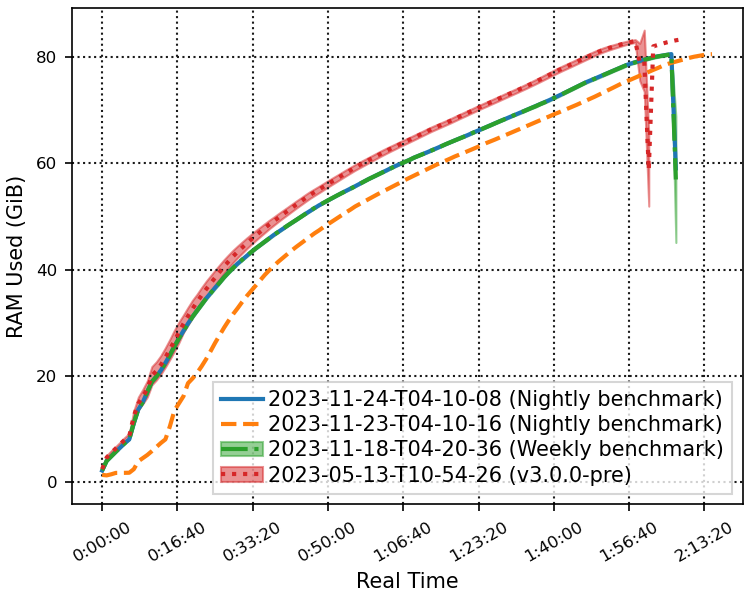 RAM Used (GiB)
80
60
40
20
0
2023-11-24-T04-10-08 (Nightly benchmark)
2023-11-23-T04-10-16 (Nightly benchmark)
2023-11-18-T04-20-36 (Weekly benchmark)
2023-05-13-T10-54-26 (v3.0.0-pre)
0:00:00 0:16:40 0:33:20 0:50:00 1:06:40 1:23:20 1:40:00 1:56:40 2:13:20
Real Time